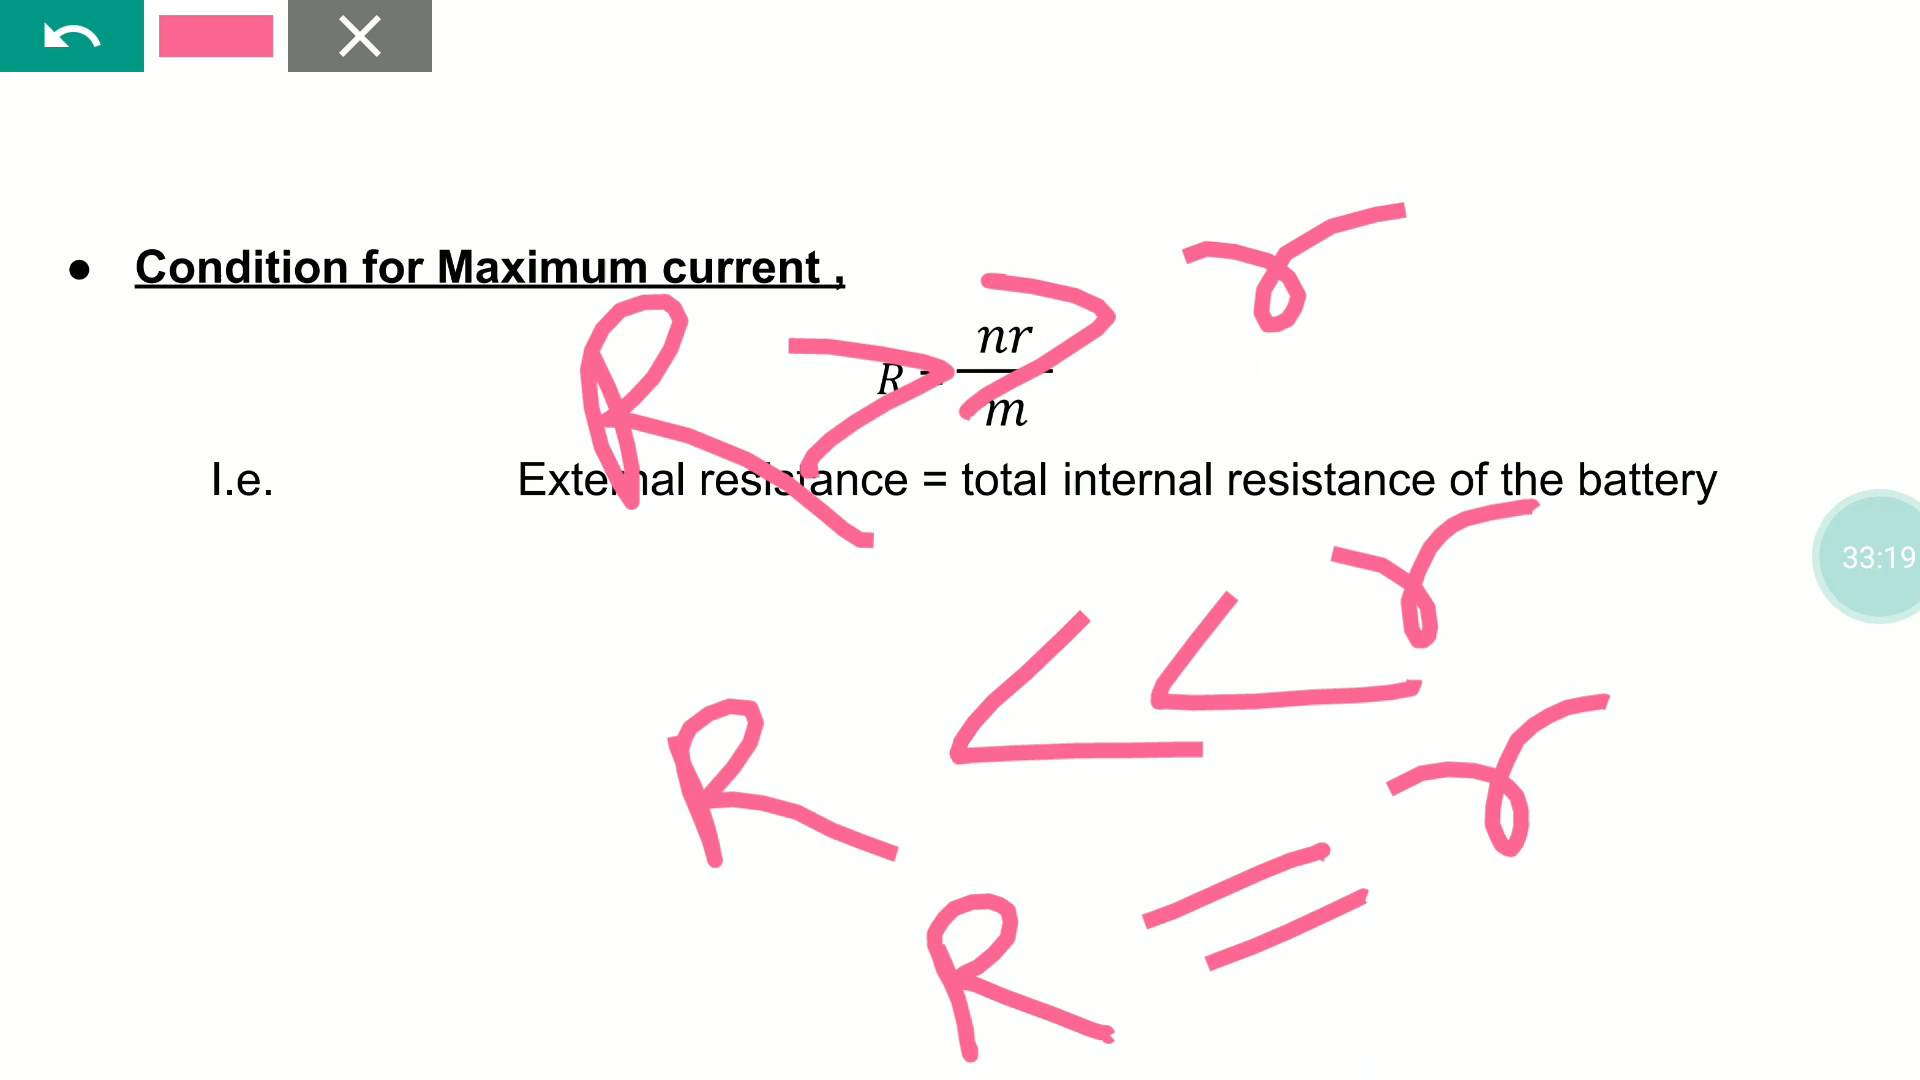 ● Condition for Maximum current ,
R = nr/m
R >> r
I.e. External resistance = total internal resistance of the battery
R << r
R = r
33:19